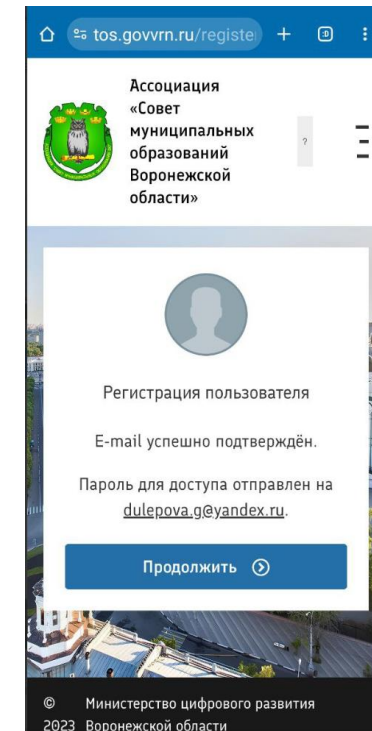 tos.govvrn.ru/register
Ассоциация
«Совет
муниципальных
образований
Воронежской
области»
?
Регистрация пользователя
E-mail успешно подтверждён.
Пароль для доступа отправлен на
dulepova.g@yandex.ru.
Продолжить
© Министерство цифрового развития
2023 Воронежской области